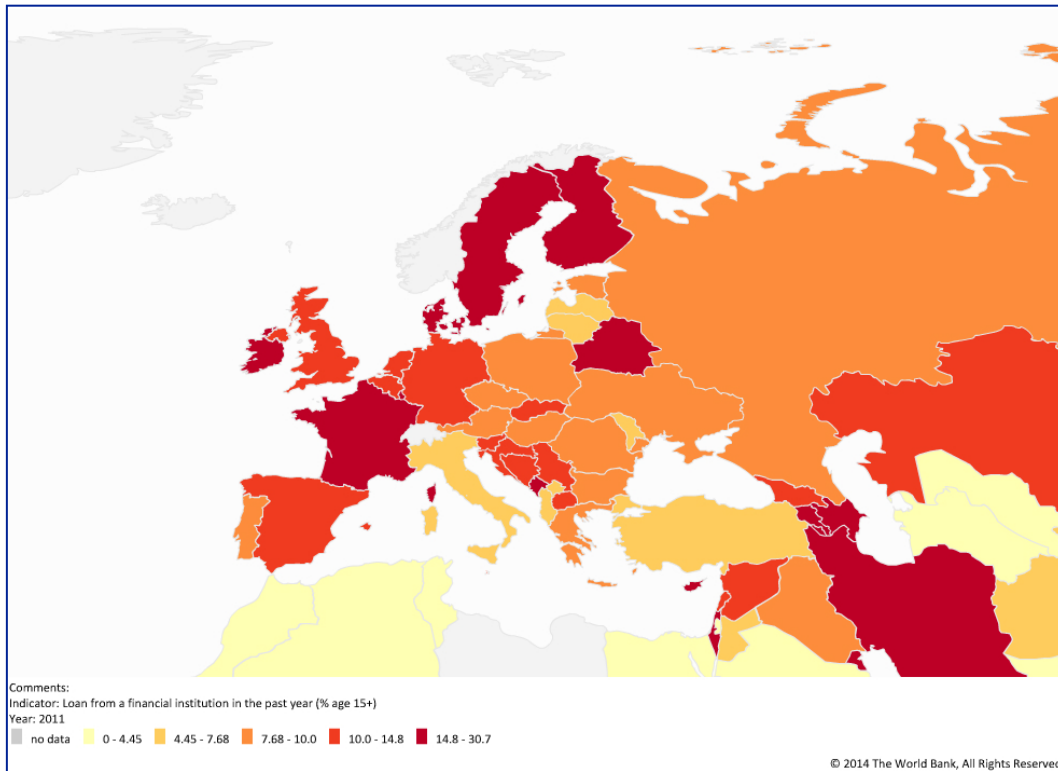 Comments:
Indicator: Loan from a financial institution in the past year (% age 15+)
Year: 2011
no data 0 - 4.45 4.45 - 7.68 7.68 - 10.0 10.0 - 14.8 14.8 - 30.7
© 2014 The World Bank, All Rights Reserved